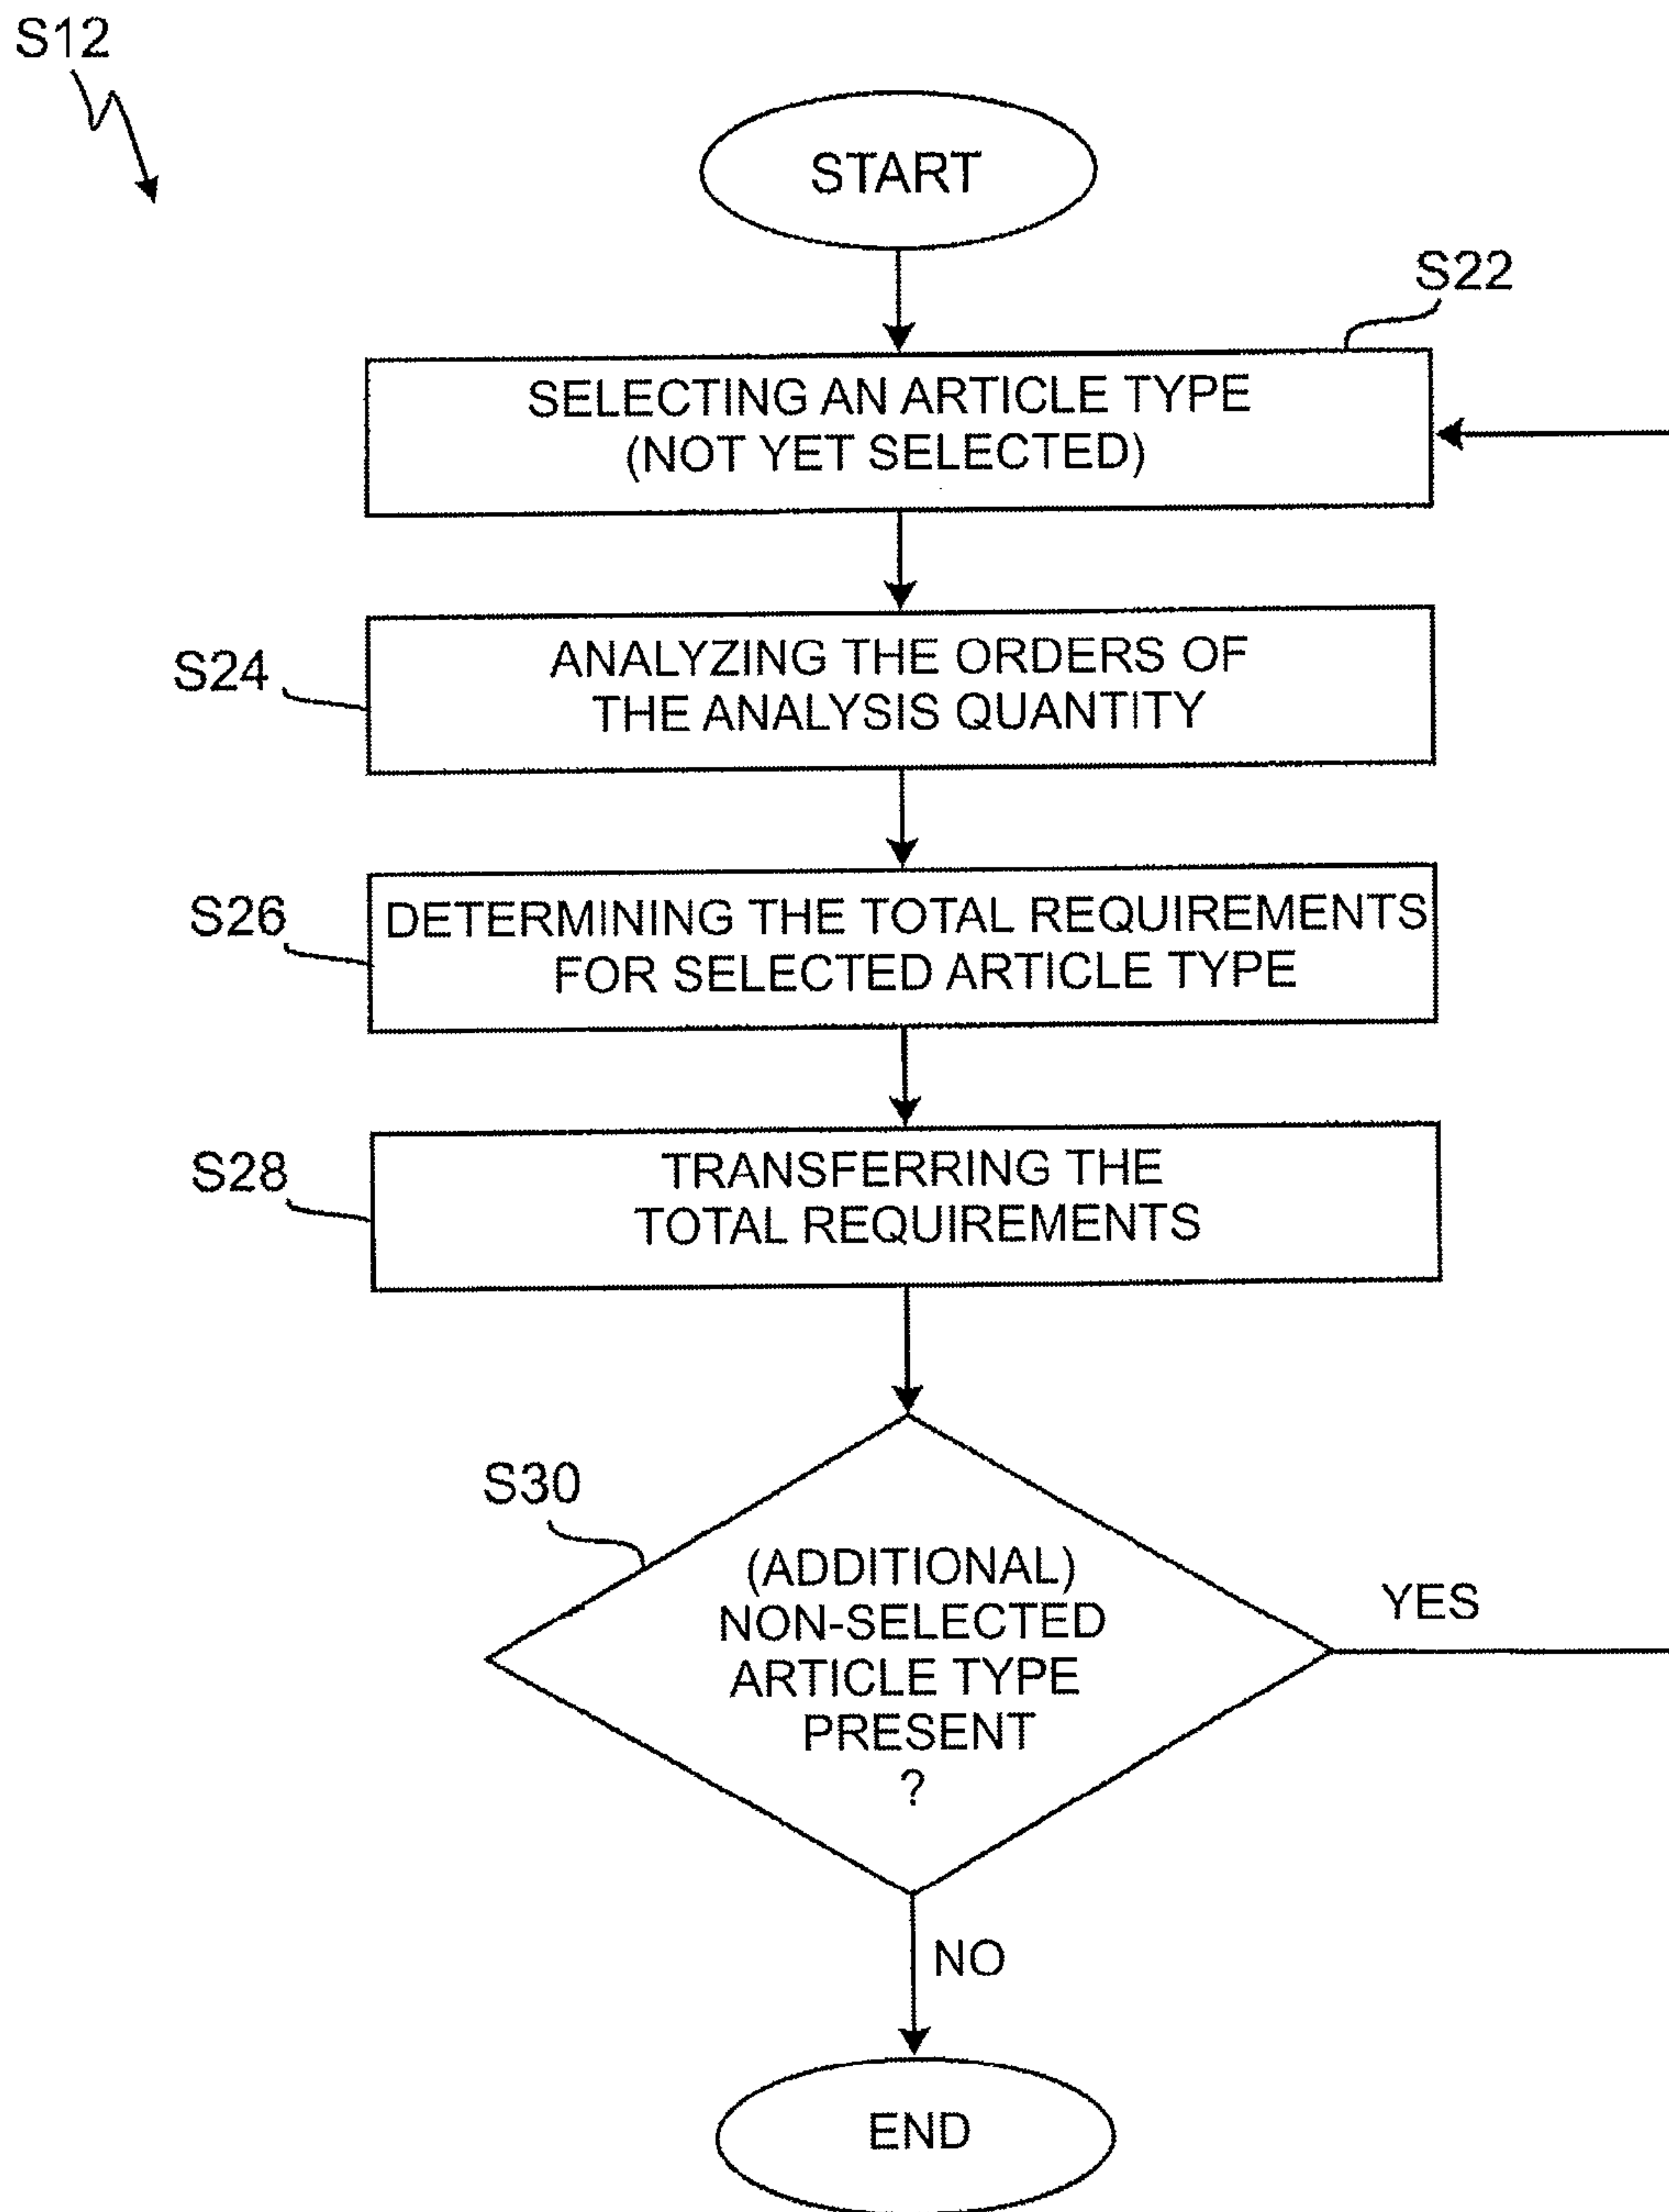 S12
START
S22
SELECTING AN ARTICLE TYPE
(NOT YET SELECTED)
S24
ANALYZING THE ORDERS OF
THE ANALYSIS QUANTITY
S26
DETERMINING THE TOTAL REQUIREMENTS
FOR SELECTED ARTICLE TYPE
S28
TRANSFERRING THE
TOTAL REQUIREMENTS
S30
(ADDITIONAL)
NON-SELECTED
ARTICLE TYPE
PRESENT
?
YES
NO
END